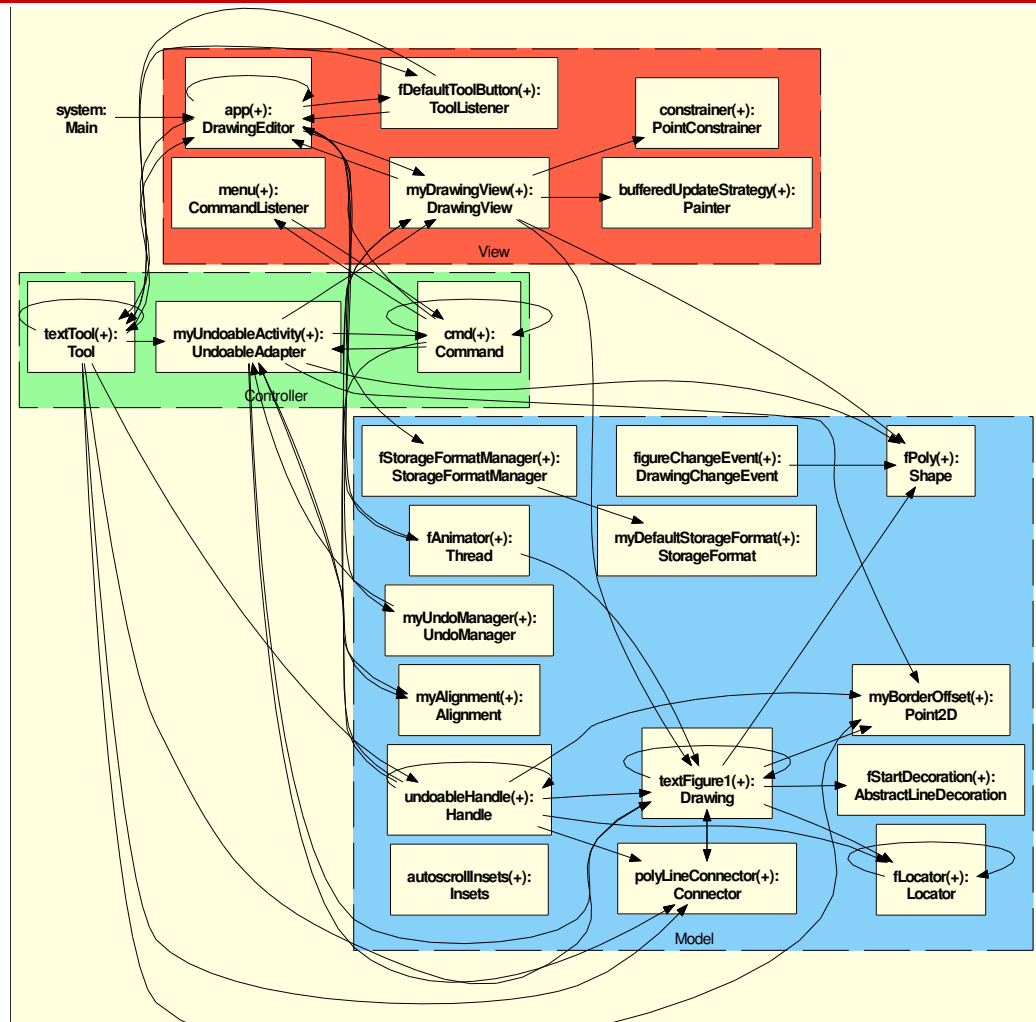 system:
Main
app(+):
DrawingEditor
fDefaultToolButton(+):
ToolListener
constrainer(+):
PointConstrainer
menu(+):
CommandListener
myDrawingView(+):
DrawingView
bufferedUpdateStrategy(+):
Painter
View
textTool(+):
Tool
myUndoableActivity(+):
UndoableAdapter
cmd(+):
Command
Controller
fStorageFormatManager(+):
StorageFormatManager
figureChangeEvent(+):
DrawingChangeEvent
fPoly(+):
Shape
fAnimator(+):
Thread
myDefaultStorageFormat(+):
StorageFormat
myUndoManager(+):
UndoManager
myAlignment(+):
Alignment
myBorderOffset(+):
Point2D
undoableHandle(+):
Handle
textFigure1(+):
Drawing
fStartDecoration(+):
AbstractLineDecoration
autoscrollInsets(+):
Insets
polyLineConnector(+):
Connector
fLocator(+):
Locator
Model